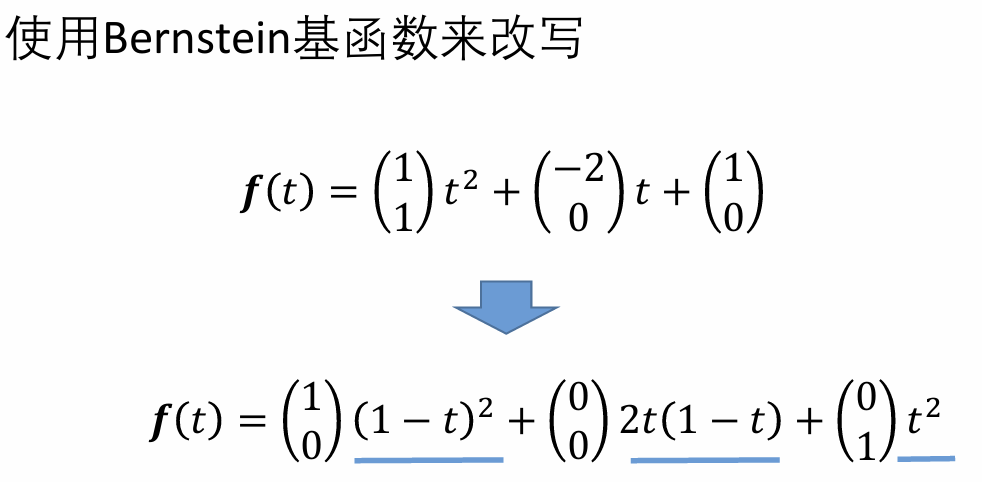 使用Bernstein基函数来改写
$\boldsymbol{f}(t) = \begin{pmatrix} 1 \\ 1 \end{pmatrix} t^2 + \begin{pmatrix} -2 \\ 0 \end{pmatrix} t + \begin{pmatrix} 1 \\ 0 \end{pmatrix}$
$\boldsymbol{f}(t) = \begin{pmatrix} 1 \\ 0 \end{pmatrix} (1 - t)^2 + \begin{pmatrix} 0 \\ 0 \end{pmatrix} 2t(1 - t) + \begin{pmatrix} 0 \\ 1 \end{pmatrix} t^2$